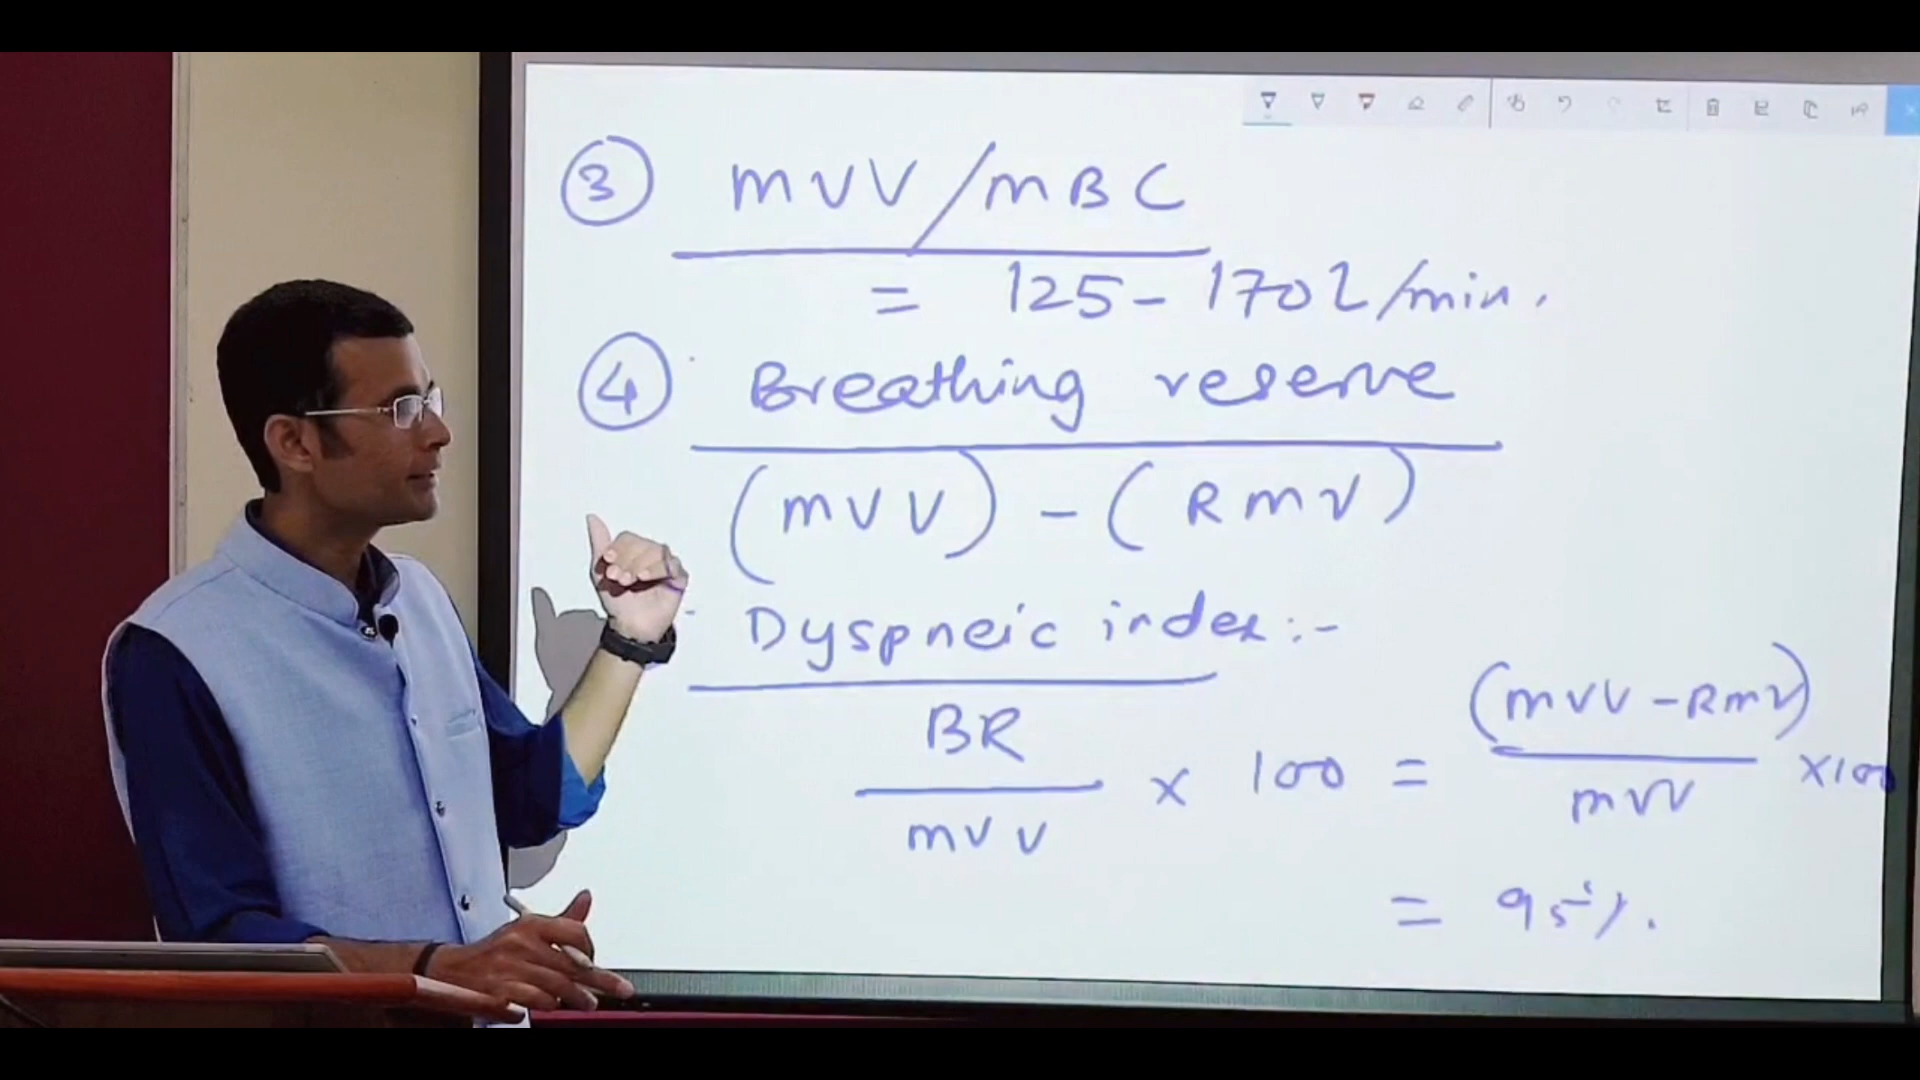 3 MVV/MBC
= 125-170 l/min.
4 Breathing reserve
(MVV) - (RMV)
Dyspneic index:-
BR/MVV × 100 = (MVV-RMV)/MVV ×100
= 95%.